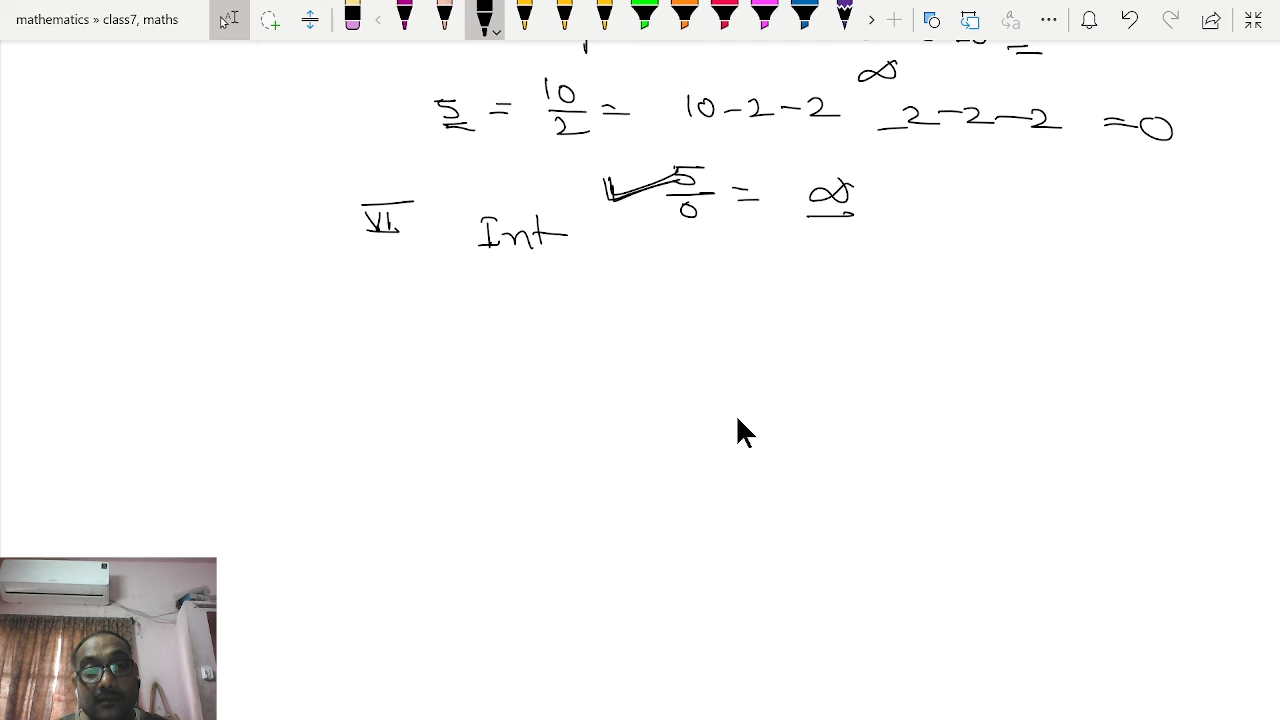 mathematics » class7, maths
∞
5 = 10/2 = 10-2-2-2-2-2 =0
5/0 = ∞
VI. Int